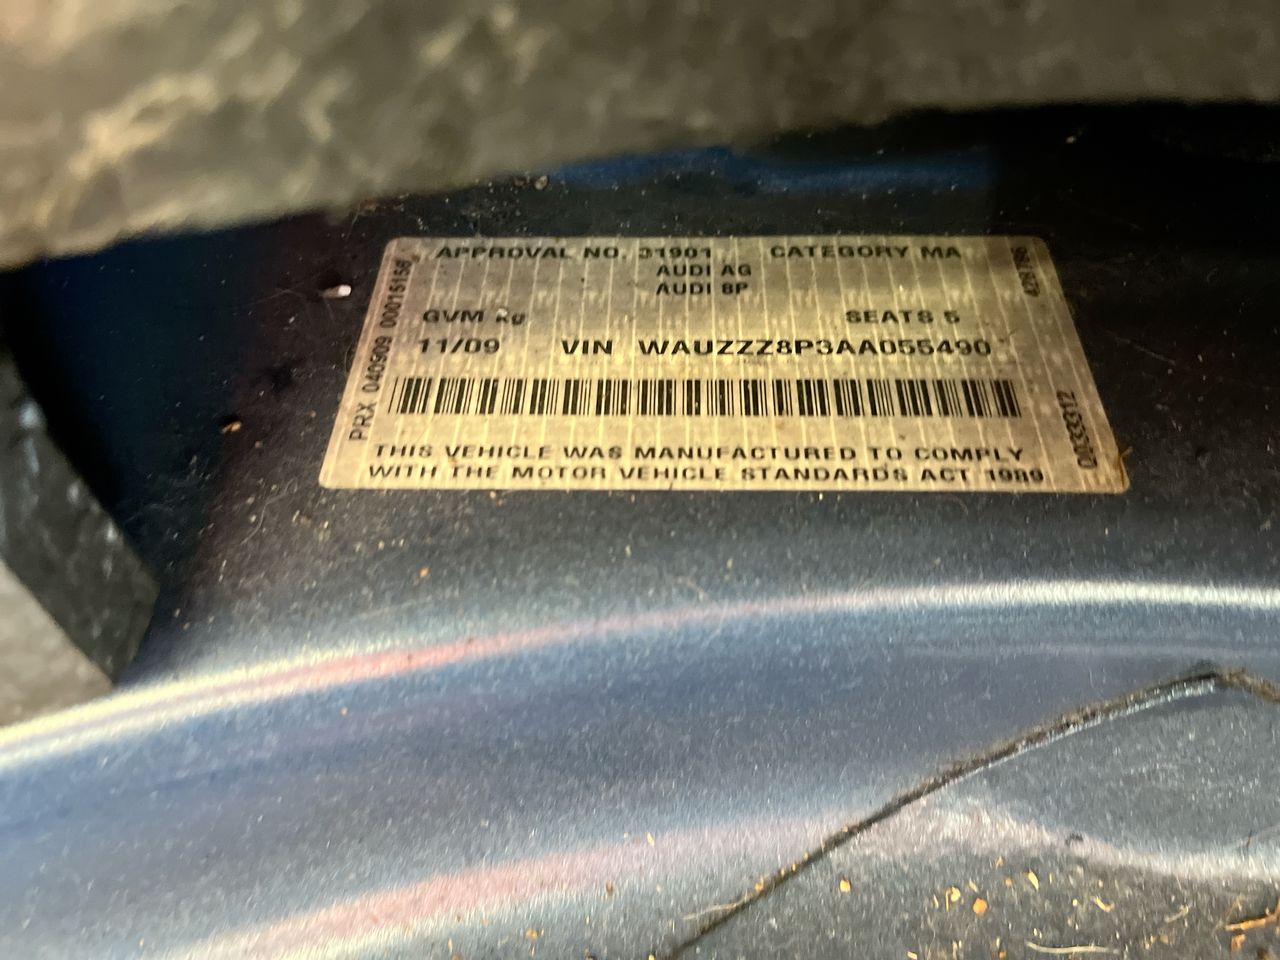 APPROVAL NO. 31901 CATEGORY MA
AUDI AG
AUDI 8P
GVM kg SEATS 5
11/09 VIN WAUZZZ8P3AA055490
THIS VEHICLE WAS MANUFACTURED TO COMPLY
WITH THE MOTOR VEHICLE STANDARDS ACT 1989
PRX 040909 00015156